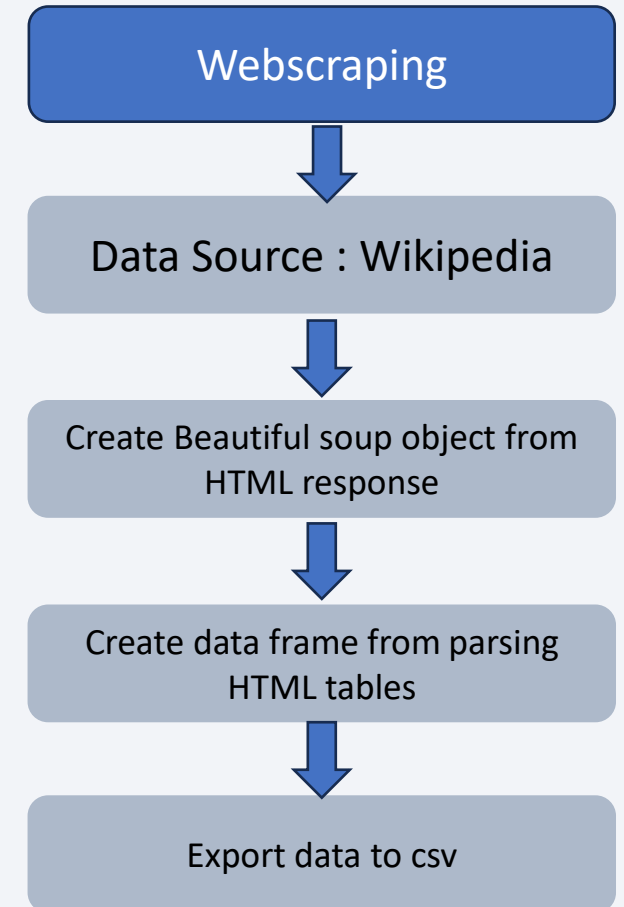 Webscraping
Data Source : Wikipedia
Create Beautiful soup object from
HTML response
Create data frame from parsing
HTML tables
Export data to csv